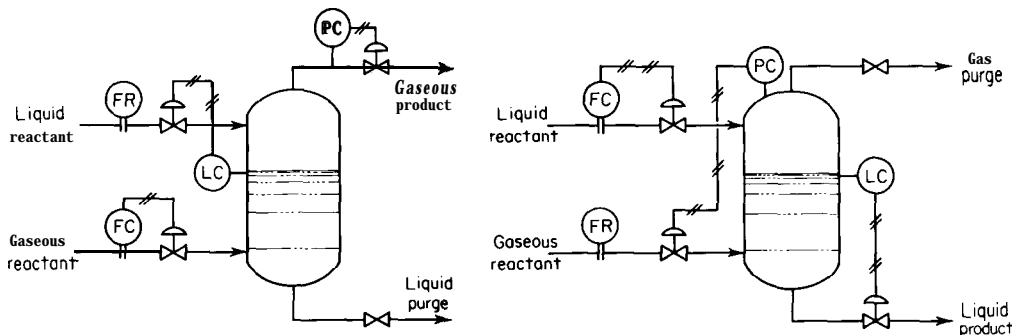 PC
Gaseous
product
FR
Liquid
reactant
LC
FC
Gaseous
reactant
Liquid
purge
PC
Gas
purge
FC
Liquid
reactant
LC
FR
Gaseous
reactant
Liquid
product